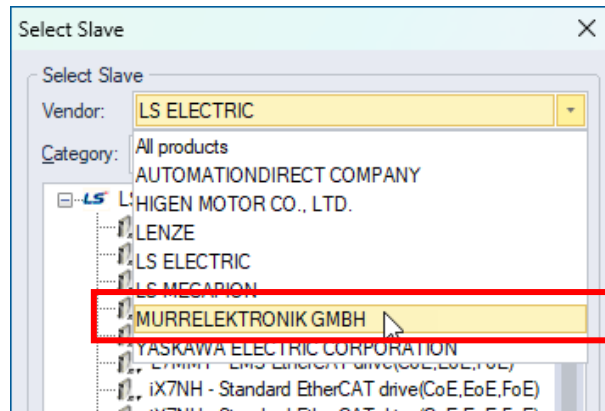 Select Slave
Select Slave
Vendor: LS ELECTRIC
Category: All products
AUTOMATIONDIRECT COMPANY
LS HIGEN MOTOR CO., LTD.
LENZE
LS ELECTRIC
LS MECAPION
MURRELEKTRONIK GMBH
YASKAWA ELECTRIC CORPORATION
iX7NH - Standard EtherCAT drive(CoE,EoE,FoE)